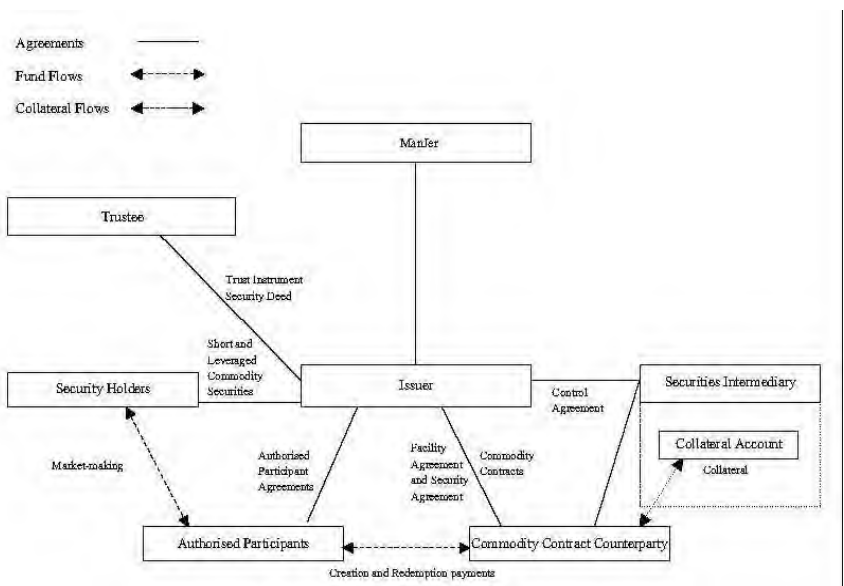 Agreements
Fund Flows
Collateral Flows
ManJer
Trustee
Trust Instrument
Security Deed
Short and
Leveraged
Commodity
Securities
Security Holders
Issuer
Securities Intermediary
Control
Agreement
Collateral Account
Collateral
Market-making
Authorised
Participant
Agreements
Facility
Agreement
and Security
Agreement
Commodity
Contracts
Authorised Participants
Commodity Contract Counterparty
Creation and Redemption payments